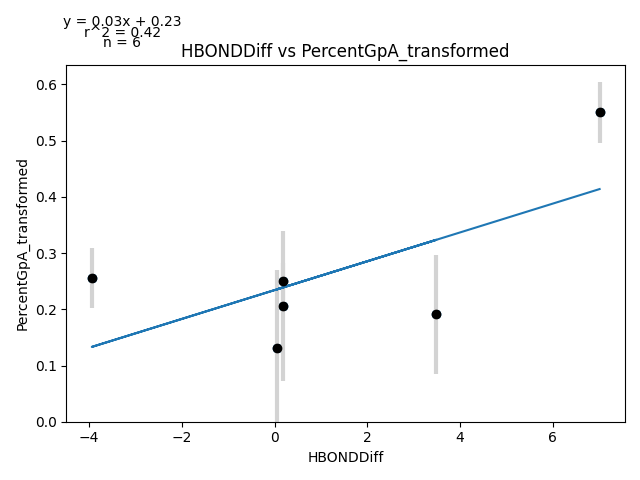 y = 0.03x + 0.23
r^2 = 0.42
n = 6
HBONDDiff vs PercentGpA_transformed
PercentGpA_transformed
0.6
0.5
0.4
0.3
0.2
0.1
0.0
−4
−2
0
2
4
6
HBONDDiff